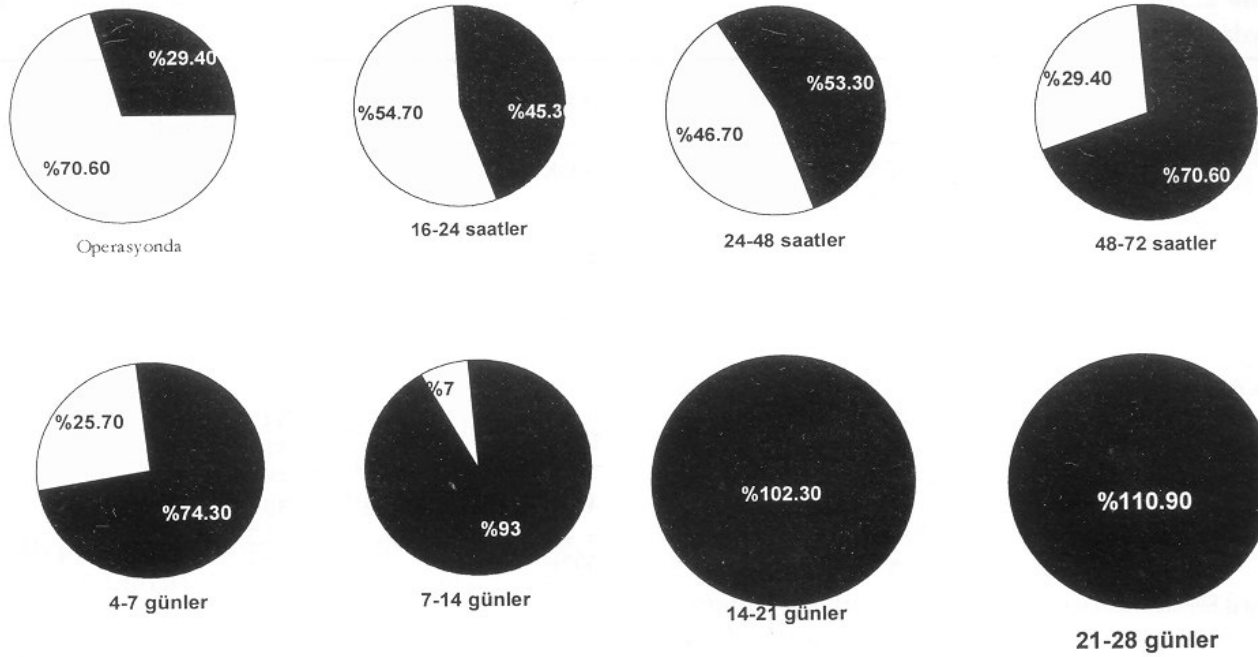 %29.40
%70.60
Operasyonda
%54.70
%45.30
16-24 saatler
%53.30
%46.70
24-48 saatler
%29.40
%70.60
48-72 saatler
%25.70
%74.30
4-7 günler
%7
%93
7-14 günler
%102.30
14-21 günler
%110.90
21-28 günler